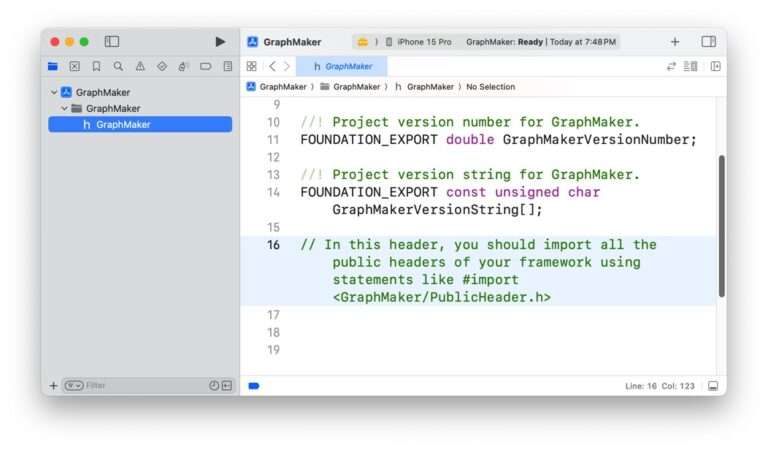 GraphMaker
iPhone 15 Pro
GraphMaker: Ready | Today at 7:48 PM
GraphMaker
GraphMaker
GraphMaker
GraphMaker
h GraphMaker
GraphMaker ⟩ GraphMaker ⟩ h GraphMaker ⟩ No Selection
h GraphMaker
9
10 //! Project version number for GraphMaker.
11 FOUNDATION_EXPORT double GraphMakerVersionNumber;
12
13 //! Project version string for GraphMaker.
14 FOUNDATION_EXPORT const unsigned char
GraphMakerVersionString[];
15
16 // In this header, you should import all the
public headers of your framework using
statements like #import
<GraphMaker/PublicHeader.h>
17
18
19
Filter
Line: 16 Col: 123